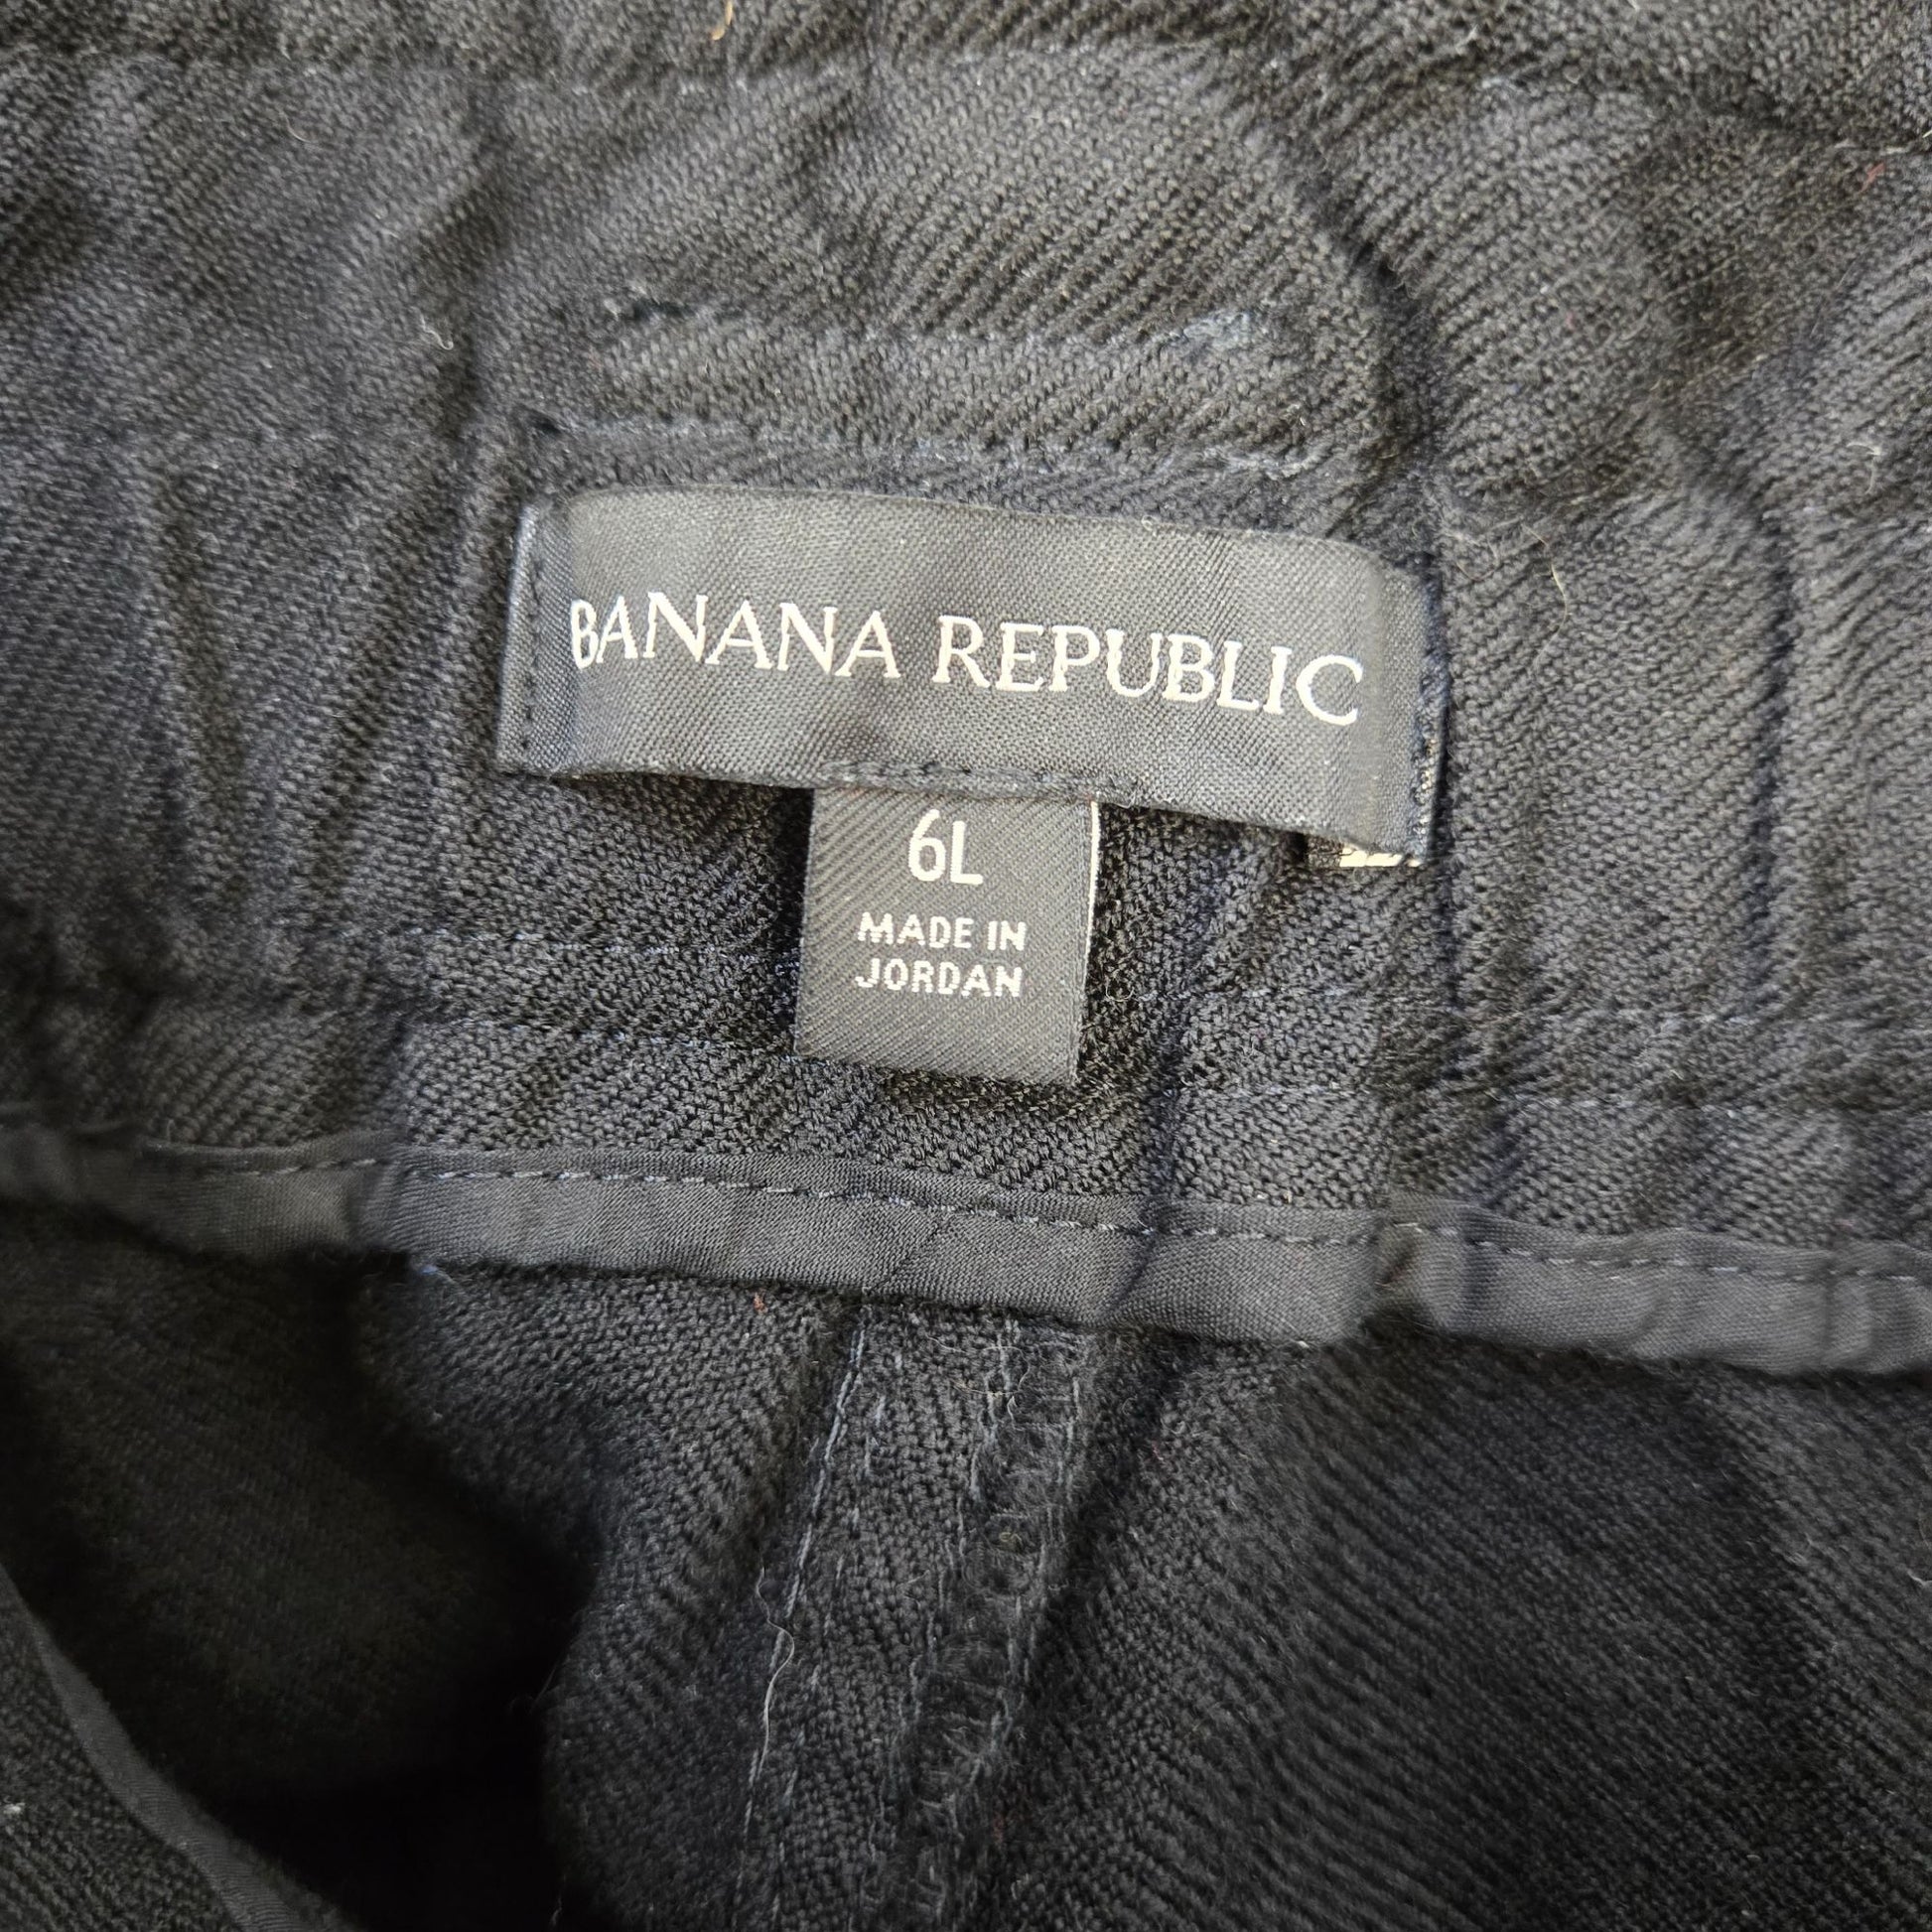 BANANA REPUBLIC
6L
MADE IN
JORDAN